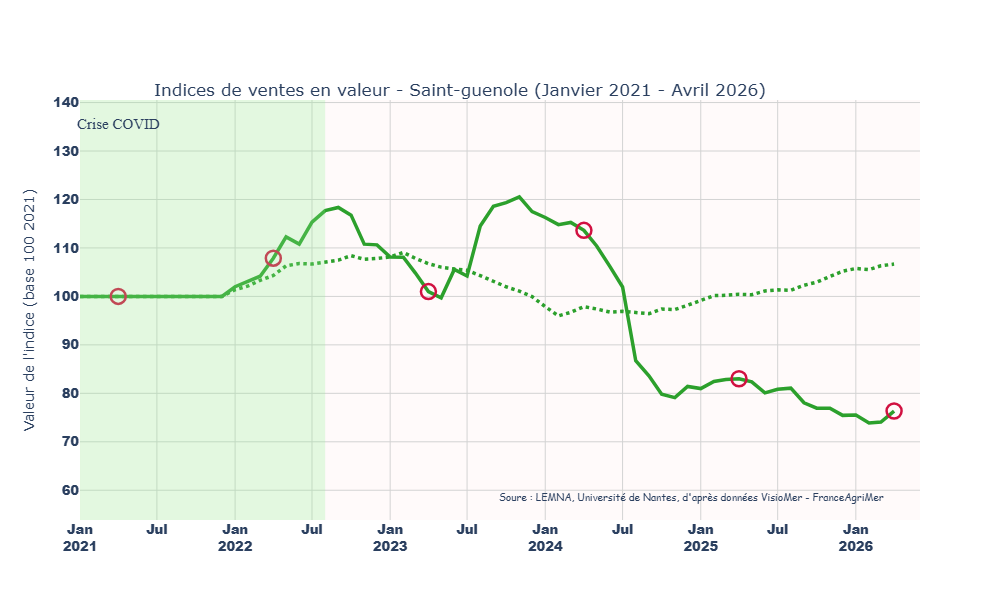 Indices de ventes en valeur - Saint-guenole (Janvier 2021 - Avril 2026)
140
Crise COVID
130
120
110
100
90
80
70
60
Valeur de l'indice (base 100 2021)
Soure : LEMNA, Université de Nantes, d'après données VisioMer - FranceAgriMer
Jan Jul Jan Jul Jan Jul Jan Jul Jan Jul Jan
2021 2022 2023 2024 2025 2026